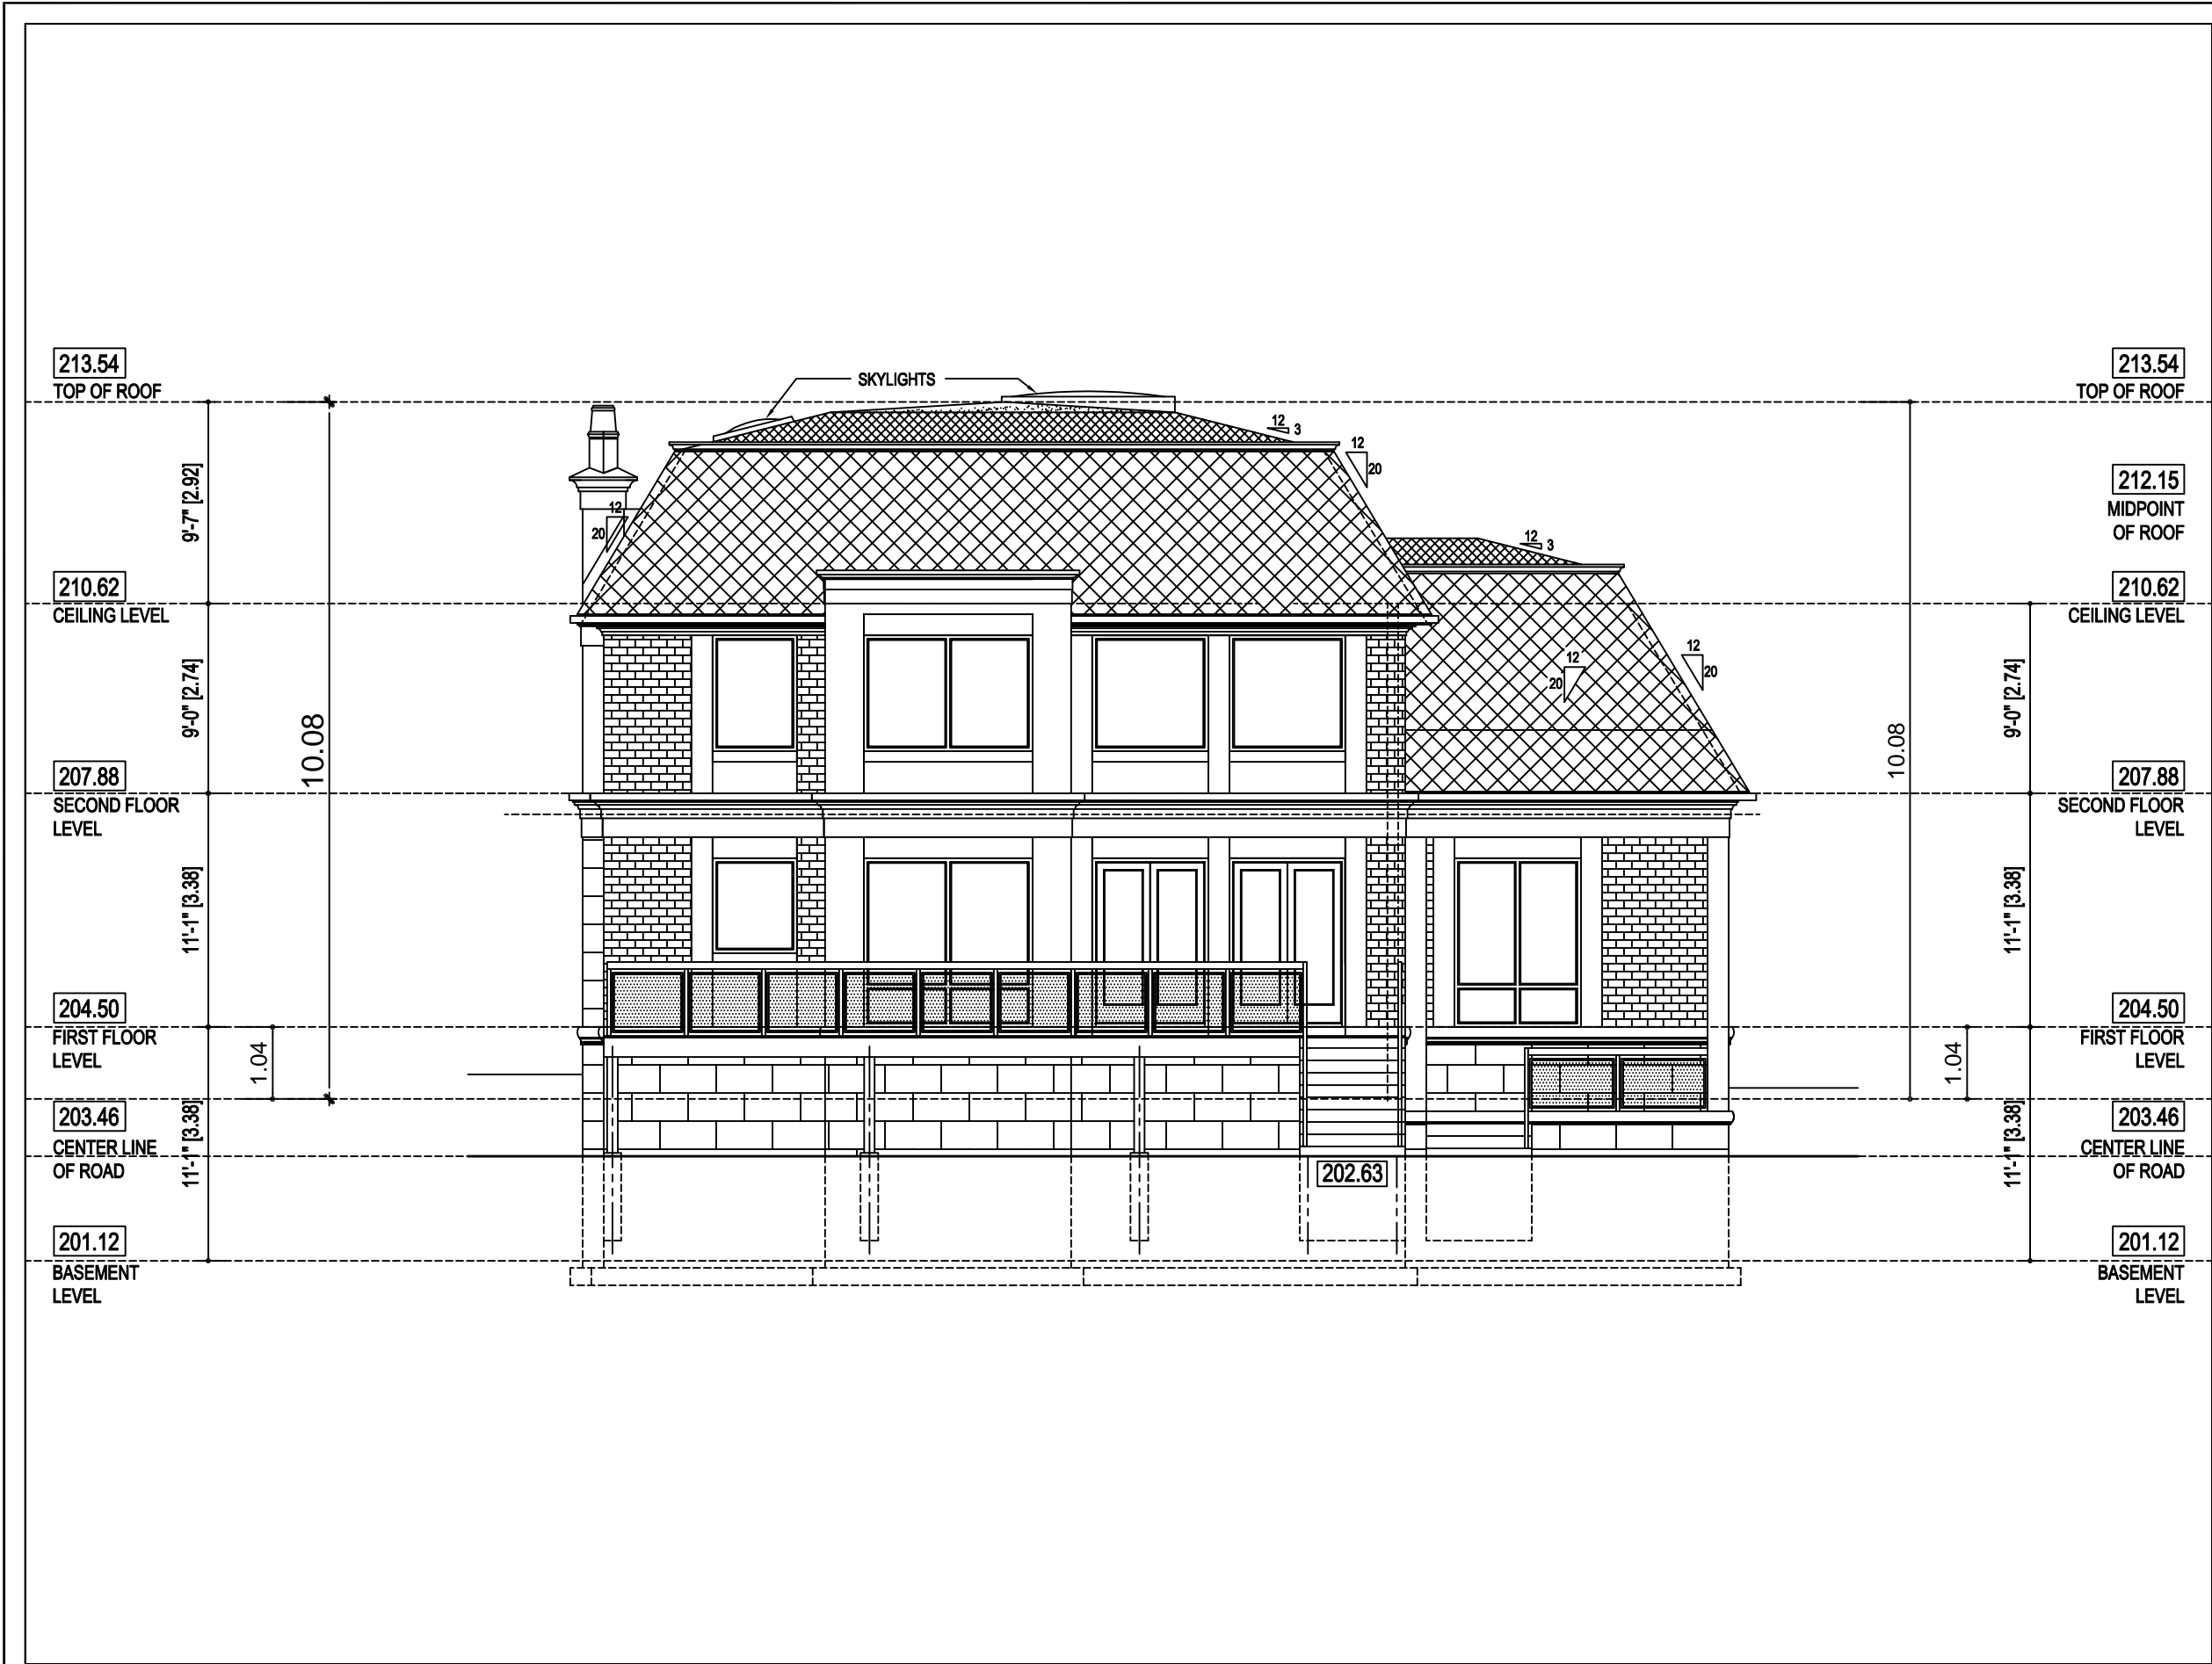 213.54
TOP OF ROOF
9'-7" [2.92]
210.62
CEILING LEVEL
9'-0" [2.74]
10.08
207.88
SECOND FLOOR
LEVEL
11'-1" [3.38]
204.50
FIRST FLOOR
LEVEL
1.04
203.46
CENTER LINE
OF ROAD
11'-1" [3.38]
201.12
BASEMENT
LEVEL
SKYLIGHTS
12
3
12
20
12
20
12
3
12
20
12
20
202.63
213.54
TOP OF ROOF
212.15
MIDPOINT
OF ROOF
210.62
CEILING LEVEL
9'-0" [2.74]
10.08
207.88
SECOND FLOOR
LEVEL
11'-1" [3.38]
204.50
FIRST FLOOR
LEVEL
1.04
203.46
CENTER LINE
OF ROAD
11'-1" [3.38]
201.12
BASEMENT
LEVEL